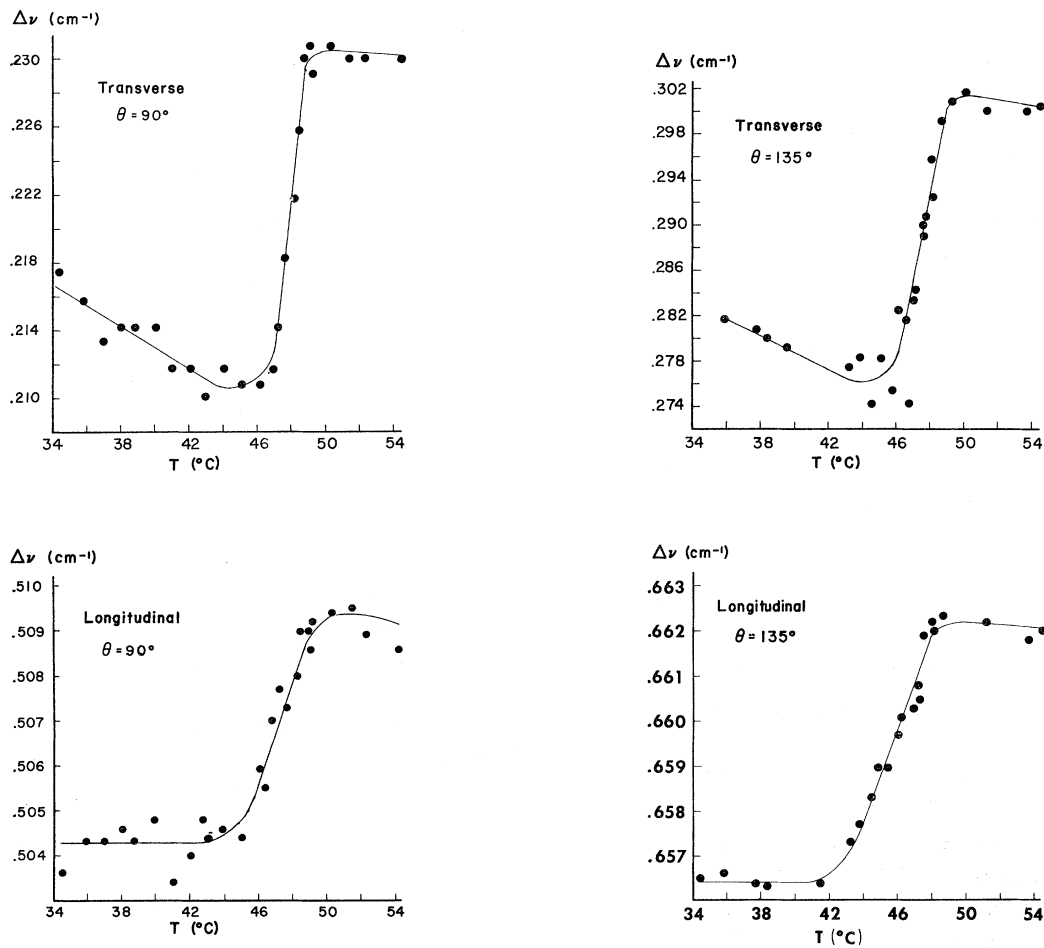 Δν (cm⁻¹)
.230
.226
.222
.218
.214
.210
Transverse
θ = 90°
34 38 42 46 50 54
T (°C)
Δν (cm⁻¹)
.302
.298
.294
.290
.286
.282
.278
.274
Transverse
θ = 135°
34 38 42 46 50 54
T (°C)
Δν (cm⁻¹)
.510
.509
.508
.507
.506
.505
.504
Longitudinal
θ = 90°
34 38 42 46 50 54
T (°C)
Δν (cm⁻¹)
.663
.662
.661
.660
.659
.658
.657
Longitudinal
θ = 135°
34 38 42 46 50 54
T (°C)